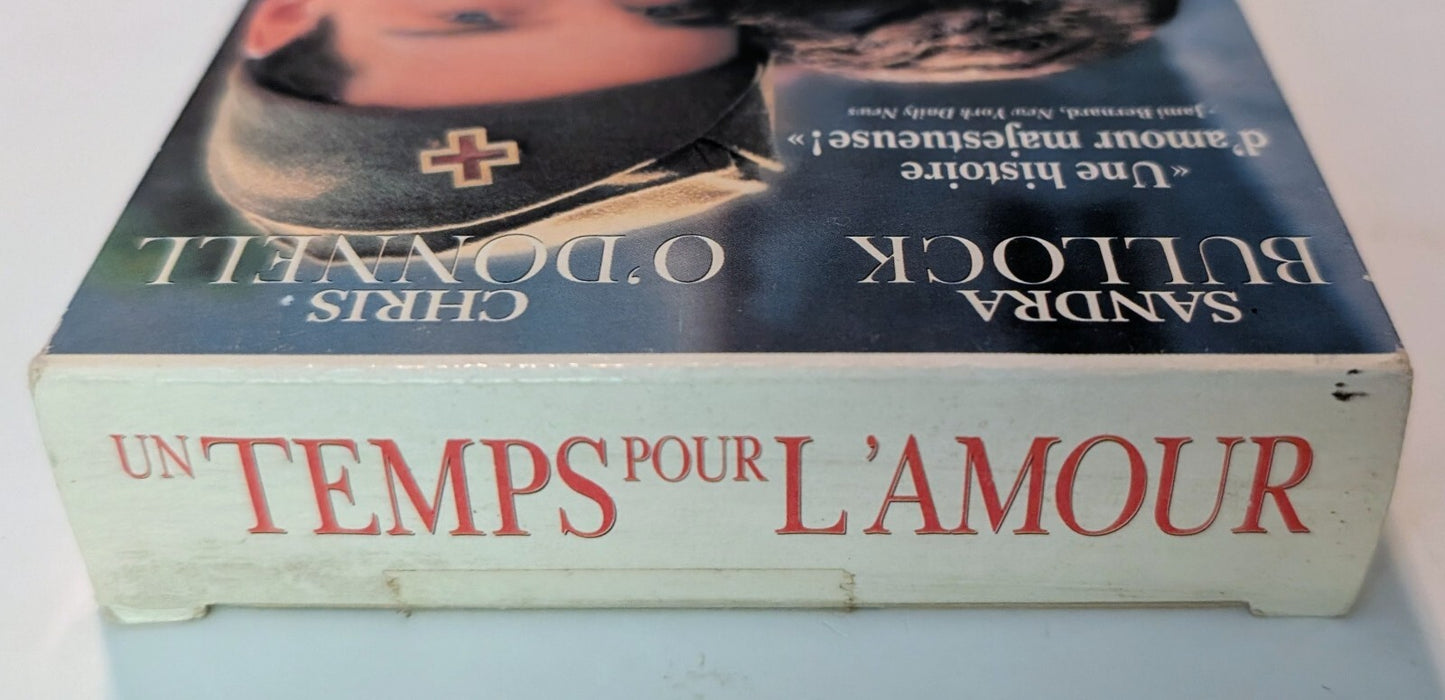 SANDRA
BULLOCK
CHRIS
O'DONNELL
« Une histoire
d'amour majestueuse! »
-Jami Bernard, New York Daily News
UN TEMPS POUR L'AMOUR